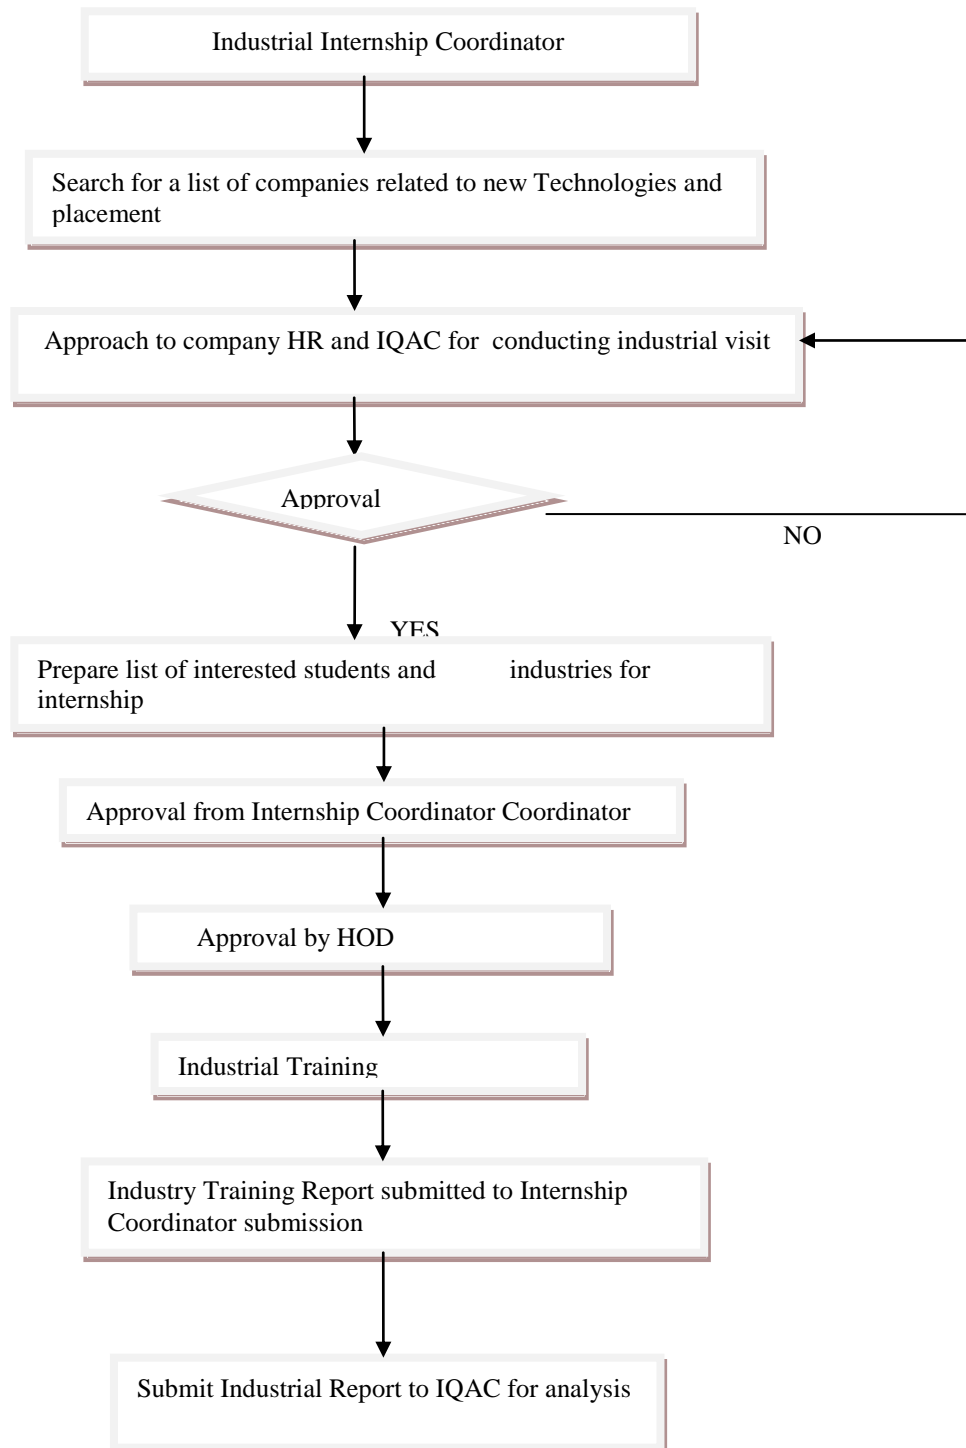 Industrial Internship Coordinator
Search for a list of companies related to new Technologies and
placement
Approach to company HR and IQAC for conducting industrial visit
Approval
NO
YES
Prepare list of interested students and industries for
internship
Approval from Internship Coordinator Coordinator
Approval by HOD
Industrial Training
Industry Training Report submitted to Internship
Coordinator submission
Submit Industrial Report to IQAC for analysis